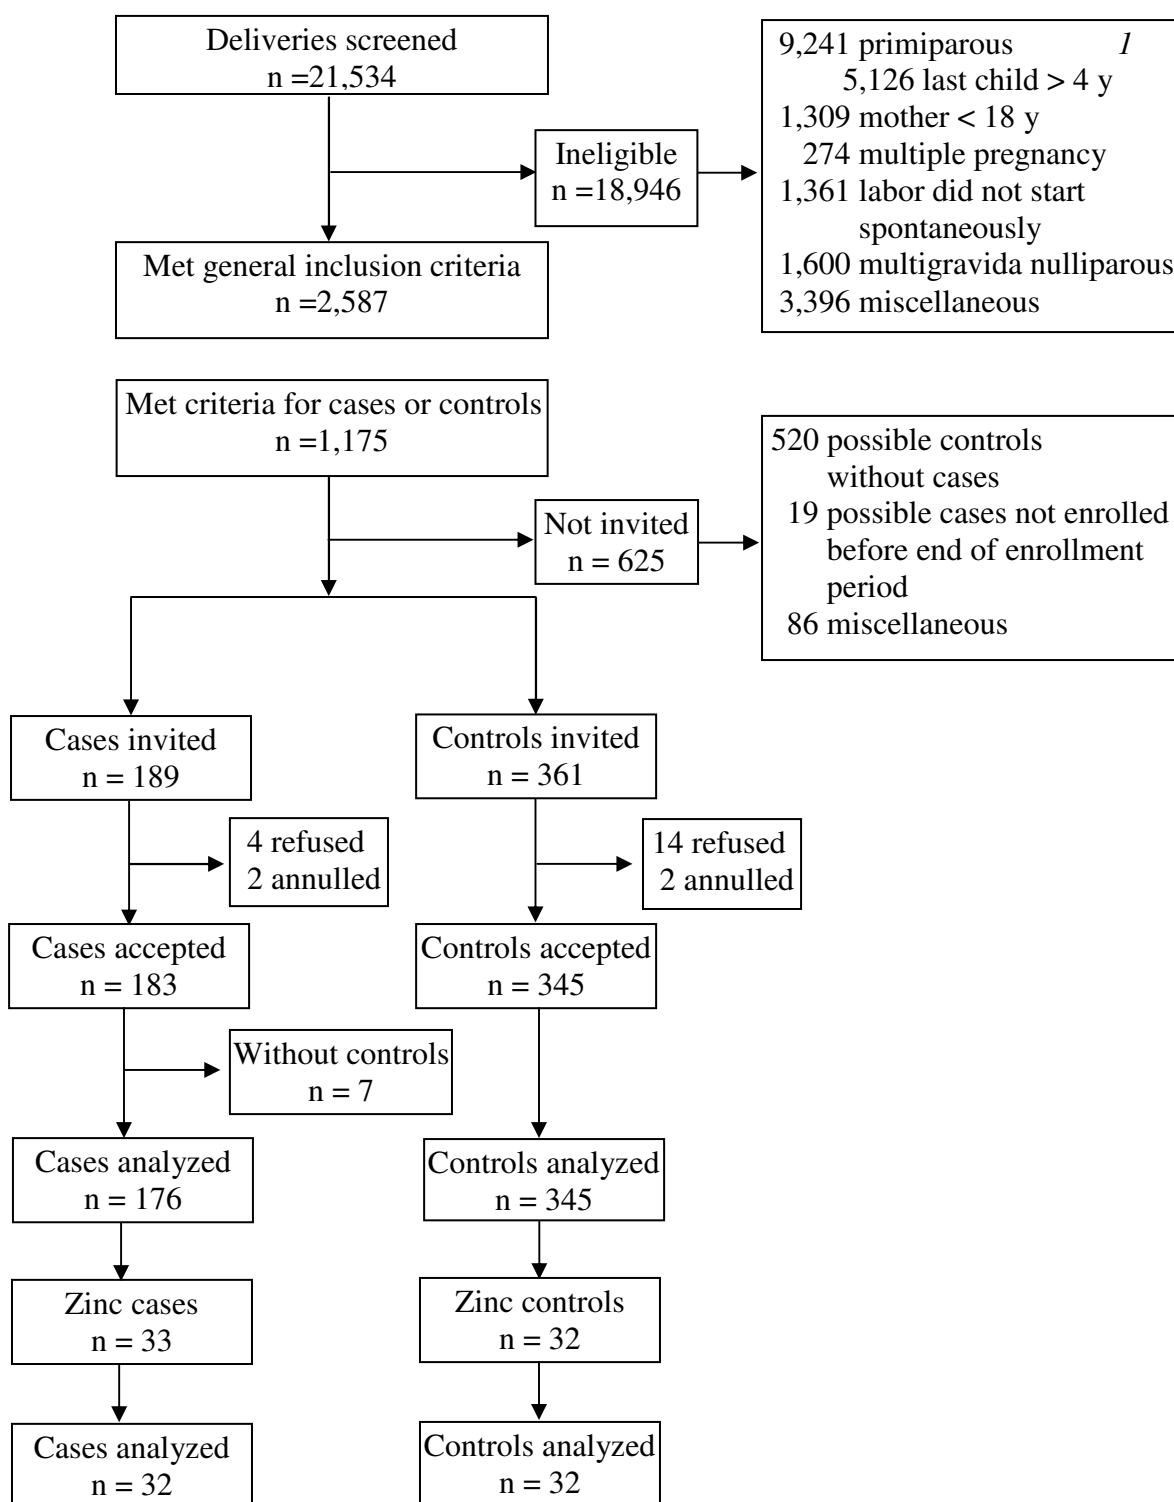 Deliveries screened
n =21,534
9,241 primiparous 1
5,126 last child > 4 y
1,309 mother < 18 y
274 multiple pregnancy
1,361 labor did not start
spontaneously
1,600 multigravida nulliparous
3,396 miscellaneous
Ineligible
n =18,946
Met general inclusion criteria
n =2,587
Met criteria for cases or controls
n =1,175
520 possible controls
without cases
19 possible cases not enrolled
before end of enrollment
period
86 miscellaneous
Not invited
n = 625
Cases invited
n = 189
Controls invited
n = 361
4 refused
2 annulled
14 refused
2 annulled
Cases accepted
n = 183
Controls accepted
n = 345
Without controls
n = 7
Cases analyzed
n = 176
Controls analyzed
n = 345
Zinc cases
n = 33
Zinc controls
n = 32
Cases analyzed
n = 32
Controls analyzed
n = 32